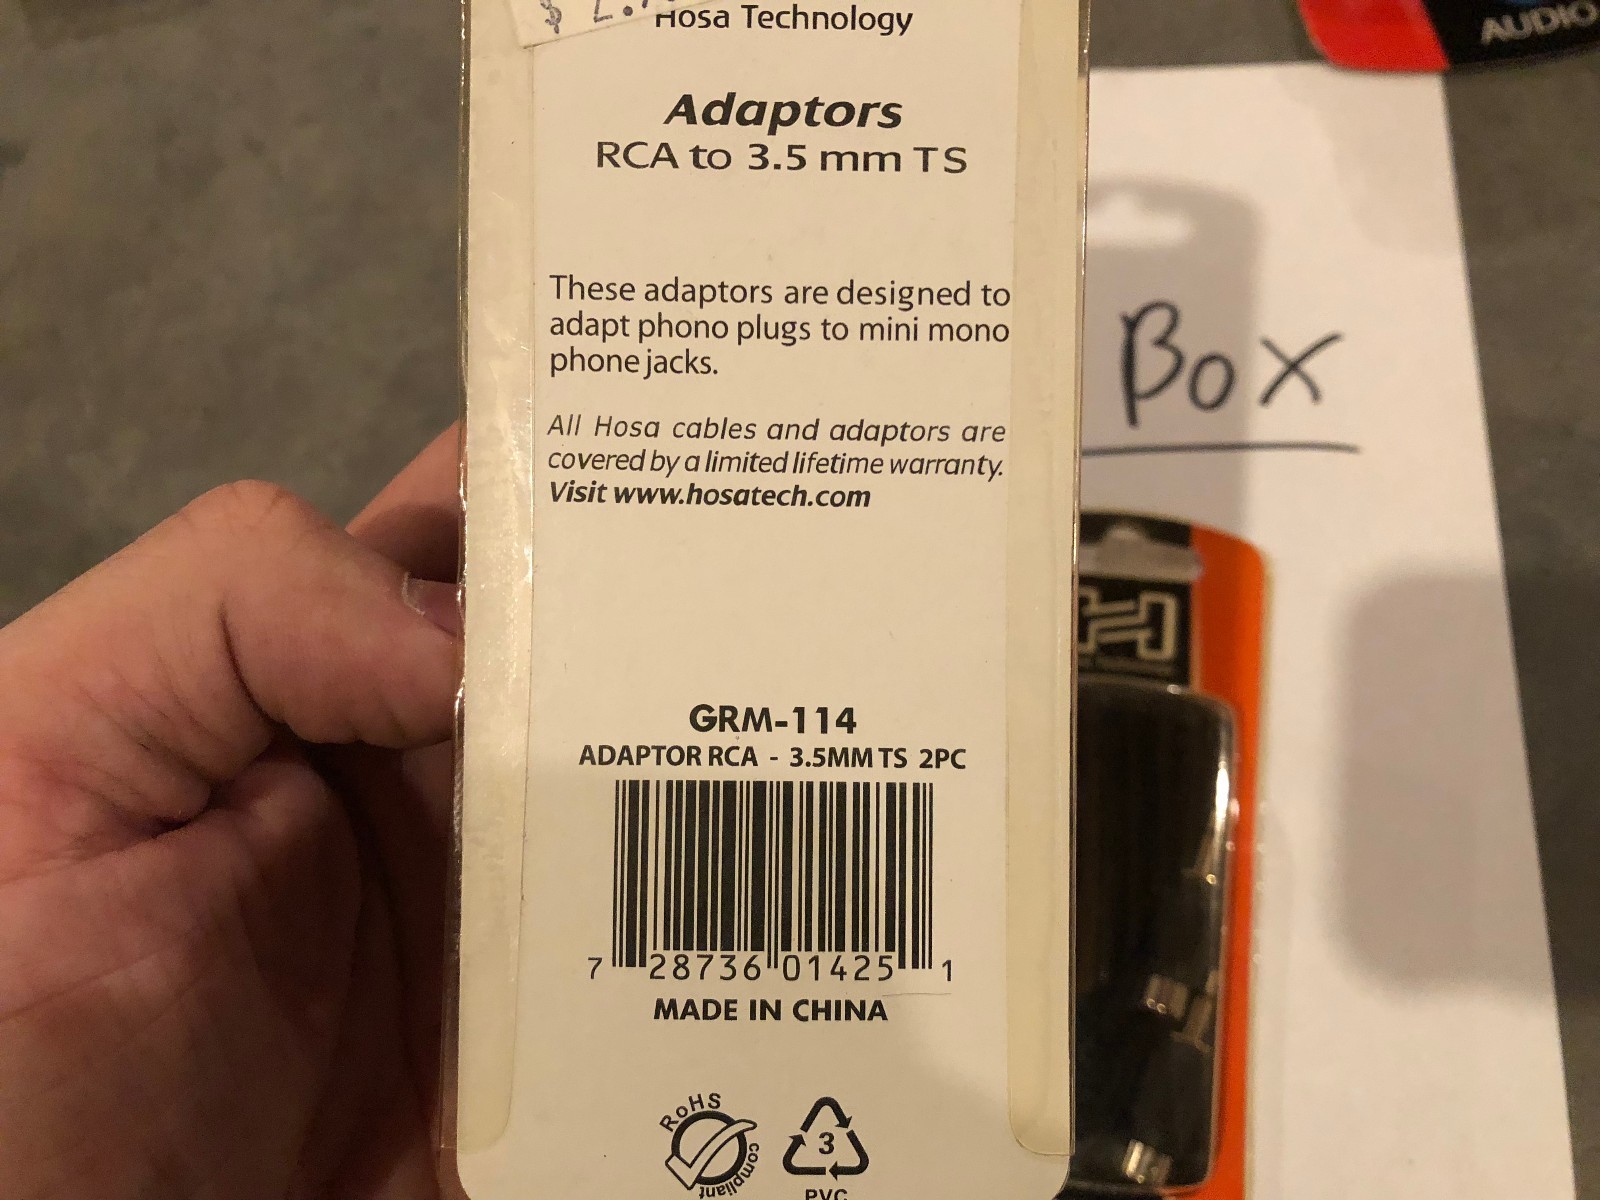 Hosa Technology
Adaptors
RCA to 3.5 mm TS
These adaptors are designed to
adapt phono plugs to mini mono
phone jacks.
All Hosa cables and adaptors are
covered by a limited lifetime warranty.
Visit www.hosatech.com
GRM-114
ADAPTOR RCA - 3.5MM TS 2PC
7 28736 01425 1
MADE IN CHINA
RoHS
compliant
3
PVC
AUDIO
Box